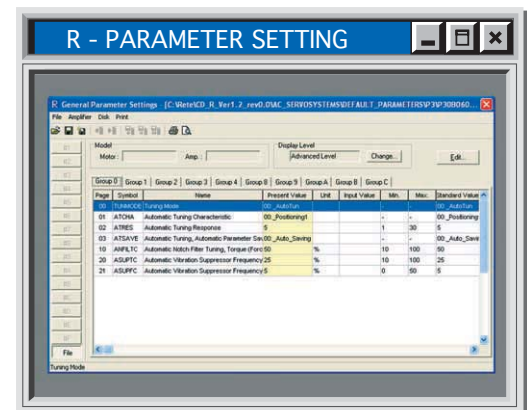 R - PARAMETER SETTING
R General Parameter Settings - [C:\Rete\CD_R_Ver1.2_rev0.0\AC_SERVOSYSTEMS\DEFAULT_PARAMETERS\P3\P30B060...
File Amplifier Disk Print
Model
Motor : Amp :
Display Level
Advanced Level Change... Edit...
Group 0 Group 1 Group 2 Group 3 Group 4 Group 8 Group 9 Group A Group B Group C
Page Symbol Name Present Value Unit Input Value Min. Max. Standard Value
00 TUNMODE Tuning Mode 00:_AutoTun - - 00:_AutoTun
01 ATCHA Automatic Tuning Characteristic 00:_Positioning1 - - 00:_Positioning
02 ATRES Automatic Tuning Response 5 1 30 5
03 ATSAVE Automatic Tuning, Automatic Parameter Sav 00:_Auto_Saving - - 00:_Auto_Savin
10 ANFILTC Automatic Notch Filter Tuning, Torque (Forc 50 % 10 100 50
20 ASUPTC Automatic Vibration Suppressor Frequency 25 % 10 100 25
21 ASUPFC Automatic Vibration Suppressor Frequency 5 % 0 50 5
File
Tuning Mode